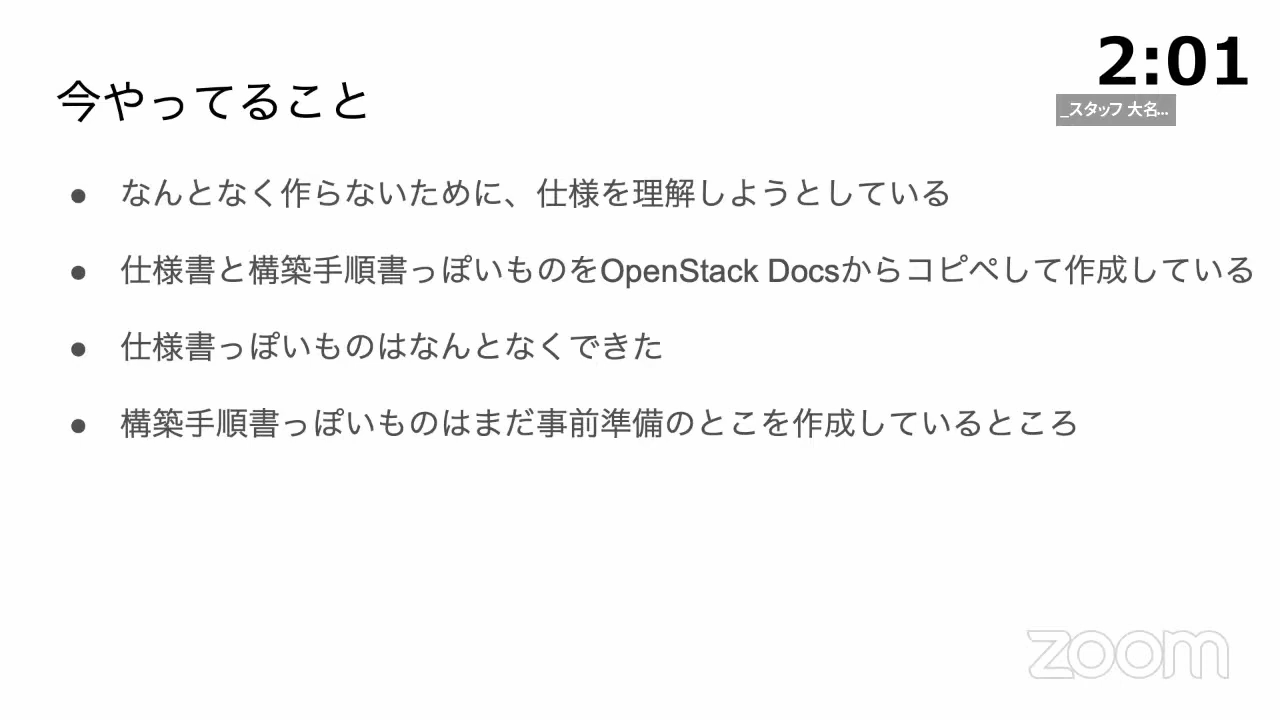 2:01
_スタッフ 大名...
今やってること
● なんとなく作らないために、仕様を理解しようとしている
● 仕様書と構築手順書っぽいものをOpenStack Docsからコピペして作成している
● 仕様書っぽいものはなんとなくできた
● 構築手順書っぽいものはまだ事前準備のとこを作成しているところ
zoom